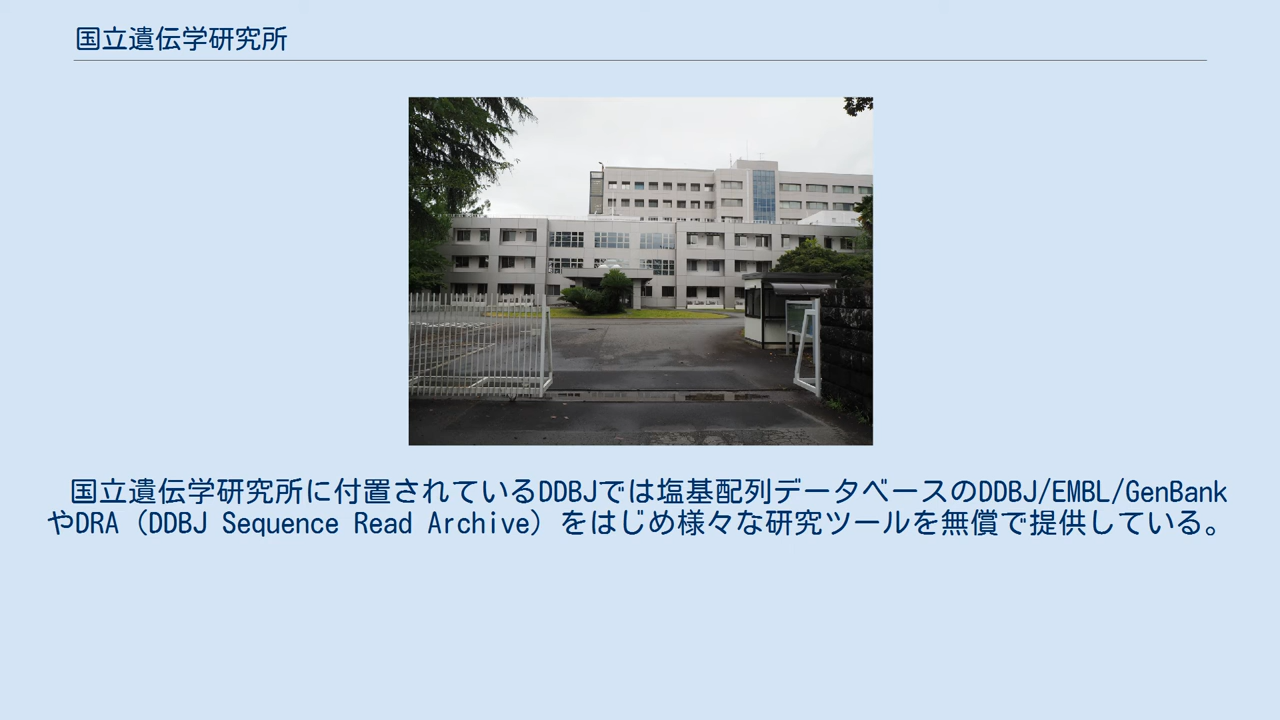 国立遺伝学研究所
国立遺伝学研究所に付置されているDDBJでは塩基配列データベースのDDBJ/EMBL/GenBank
やDRA（DDBJ Sequence Read Archive）をはじめ様々な研究ツールを無償で提供している。